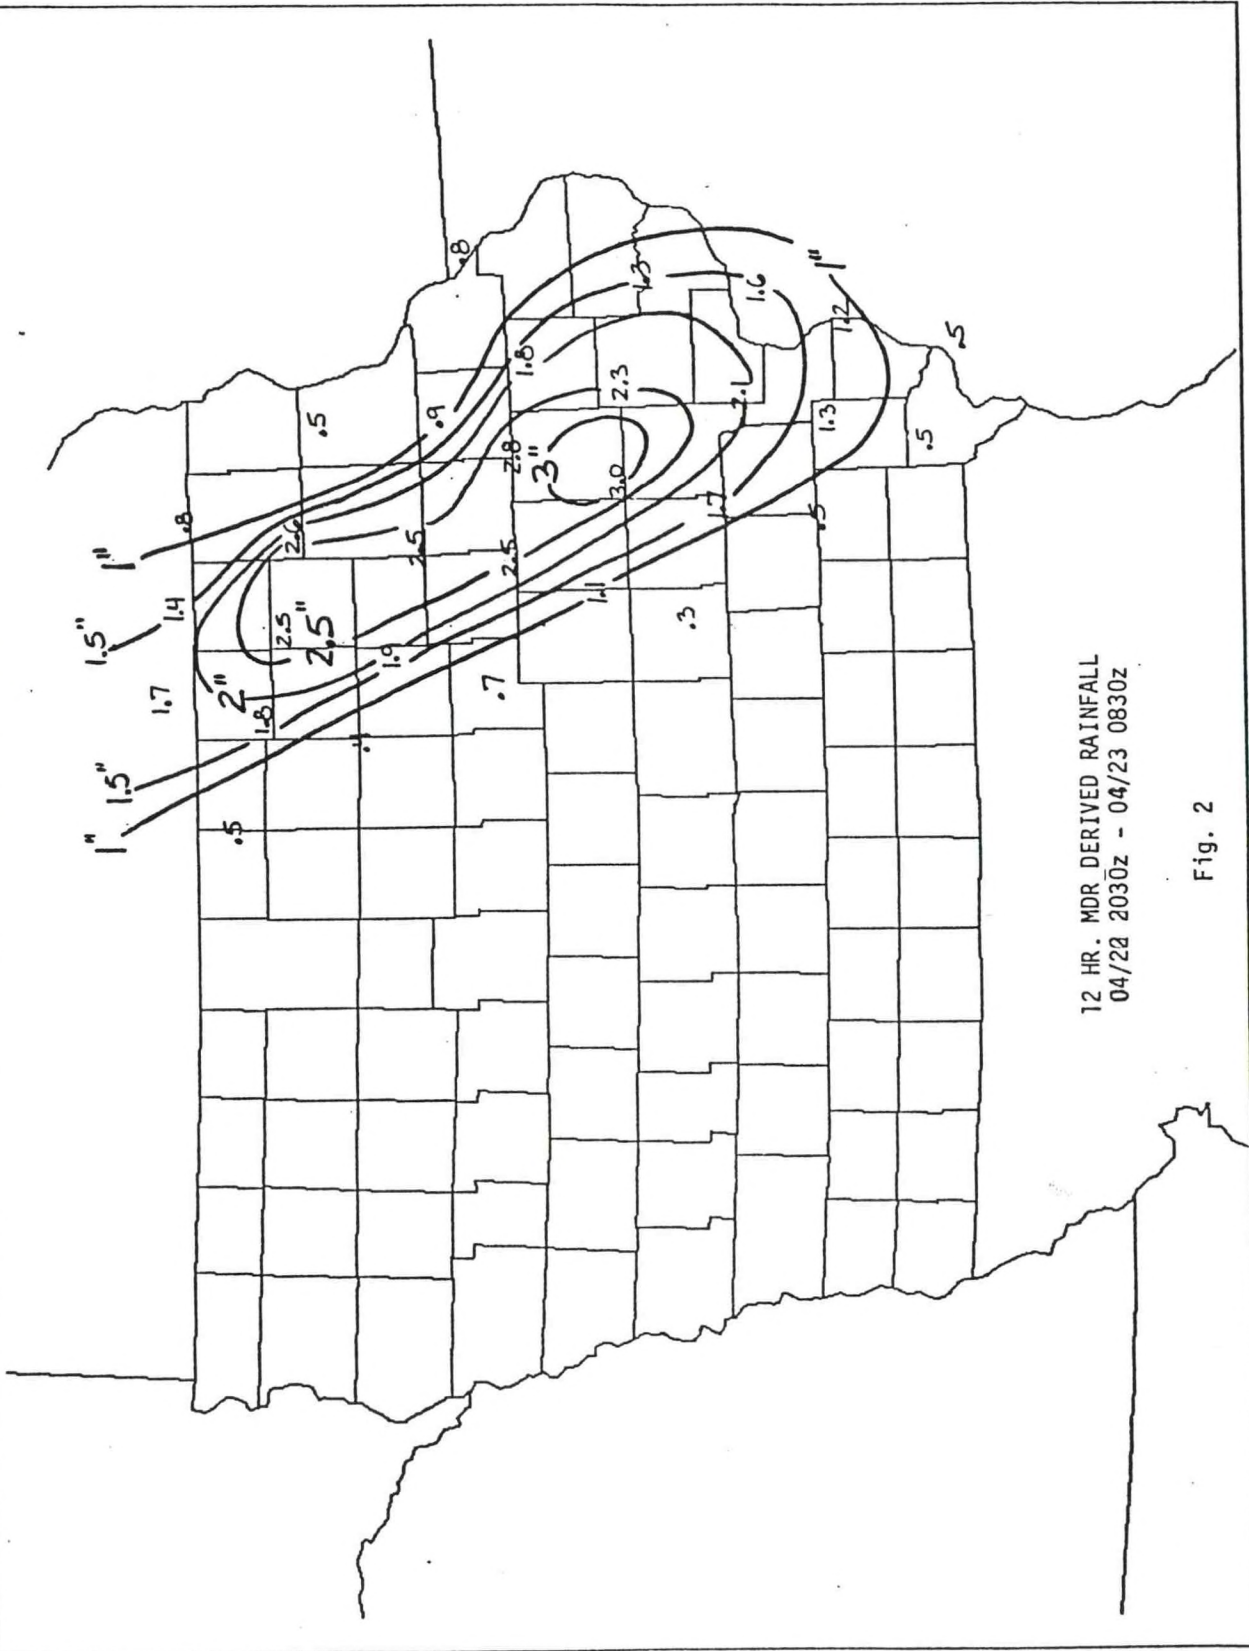 1" 1.5" 1.5" 1"
1.7 1.4 .8
.5 2" 1.8 2.5 2.6
2.5" .5
1.9 2.5 .9 .8
.7 2.5 2.8 1.8
3"
1.1 3.0 2.3 1.3
.3 1.7 2.1 1.6
.5 1.3 1.2 1"
.5 .5
12 HR. MDR DERIVED RAINFALL
04/22 2030z - 04/23 0830z
Fig. 2